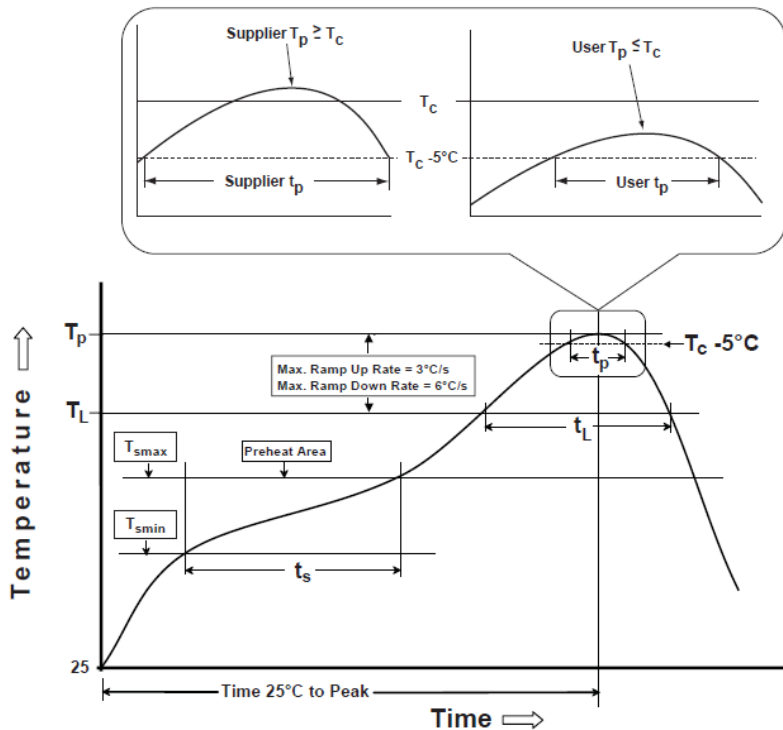 Supplier Tp ≥ Tc
User Tp ≤ Tc
Tc
Tc -5°C
Supplier tp
User tp
Tp
Tc -5°C
tp
Max. Ramp Up Rate = 3°C/s
Max. Ramp Down Rate = 6°C/s
TL
tL
Tsmax
Preheat Area
Tsmin
ts
Temperature
25
Time 25°C to Peak
Time